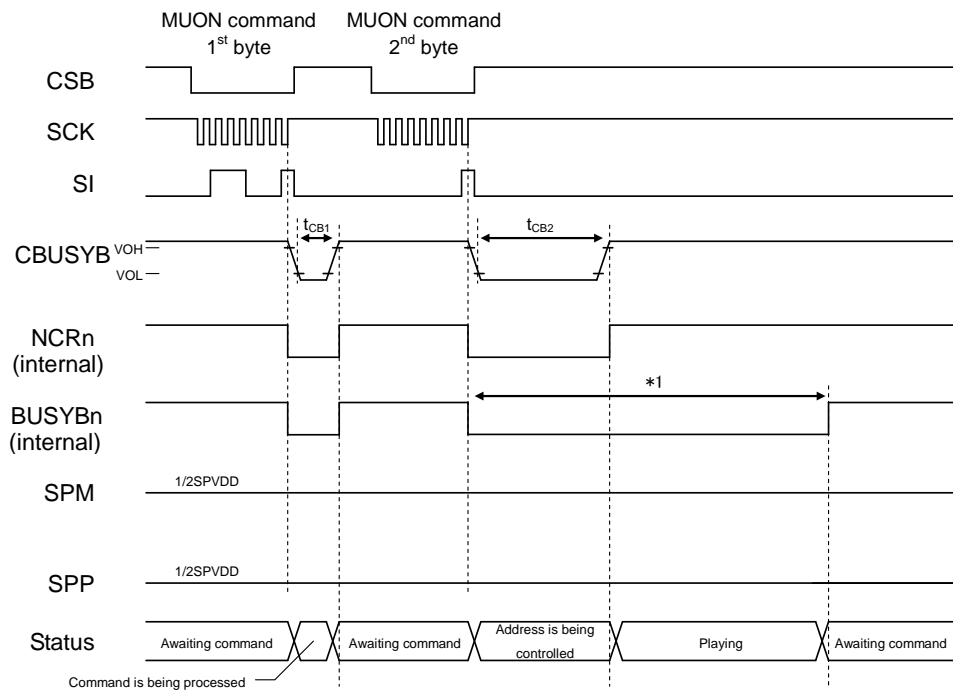 MUON command
1st byte
MUON command
2nd byte
CSB
SCK
SI
tCB1
tCB2
CBUSYB
VOH
VOL
NCRn
(internal)
*1
BUSYBn
(internal)
SPM
1/2SPVDD
SPP
1/2SPVDD
Status
Awaiting command
Awaiting command
Address is being
controlled
Playing
Awaiting command
Command is being processed